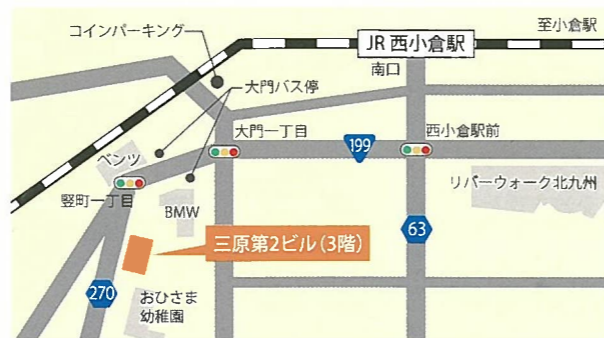 コインパーキング
JR 西小倉駅
至小倉駅
南口
大門バス停
大門一丁目
199
西小倉駅前
ベンツ
竪町一丁目
BMW
リバーウォーク北九州
三原第2ビル(3階)
63
270
おひさま
幼稚園